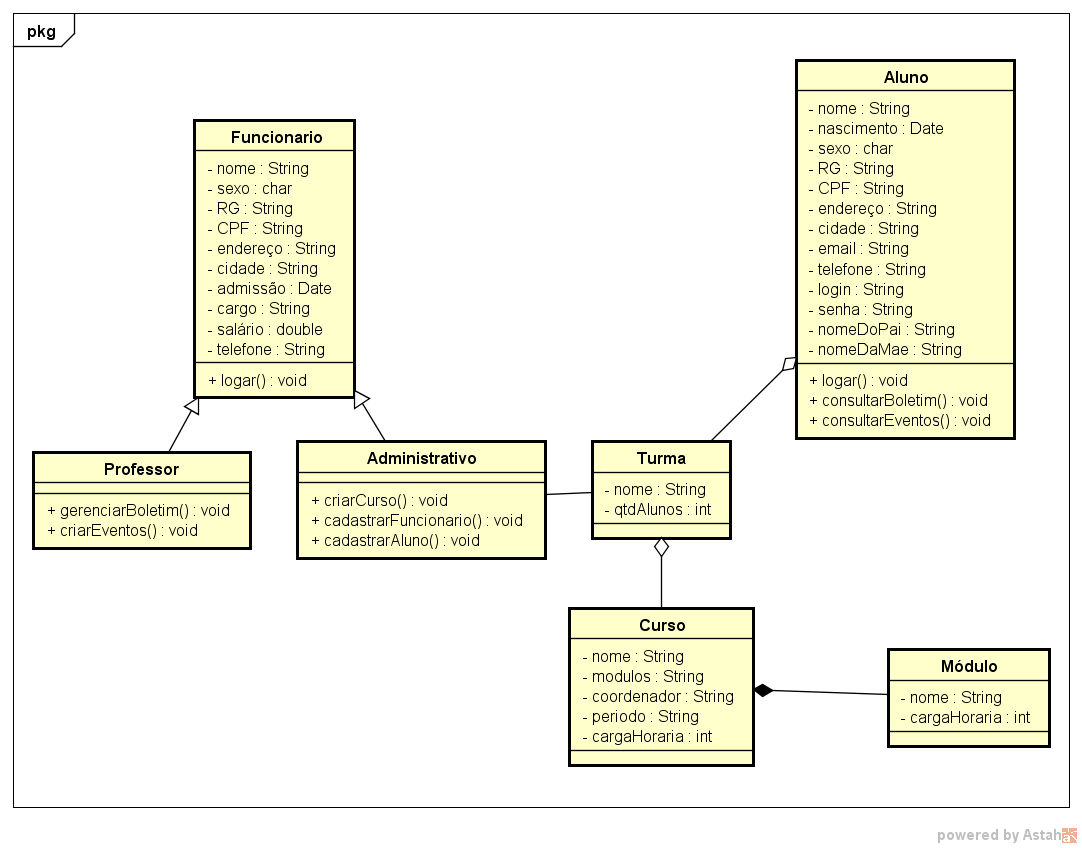 pkg
Funcionario
- nome : String
- sexo : char
- RG : String
- CPF : String
- endereço : String
- cidade : String
- admissão : Date
- cargo : String
- salário : double
- telefone : String
+ logar() : void
Aluno
- nome : String
- nascimento : Date
- sexo : char
- RG : String
- CPF : String
- endereço : String
- cidade : String
- email : String
- telefone : String
- login : String
- senha : String
- nomeDoPai : String
- nomeDaMae : String
+ logar() : void
+ consultarBoletim() : void
+ consultarEventos() : void
Professor
+ gerenciarBoletim() : void
+ criarEventos() : void
Administrativo
+ criarCurso() : void
+ cadastrarFuncionario() : void
+ cadastrarAluno() : void
Turma
- nome : String
- qtdAlunos : int
Curso
- nome : String
- modulos : String
- coordenador : String
- periodo : String
- cargaHoraria : int
Módulo
- nome : String
- cargaHoraria : int
powered by Astah